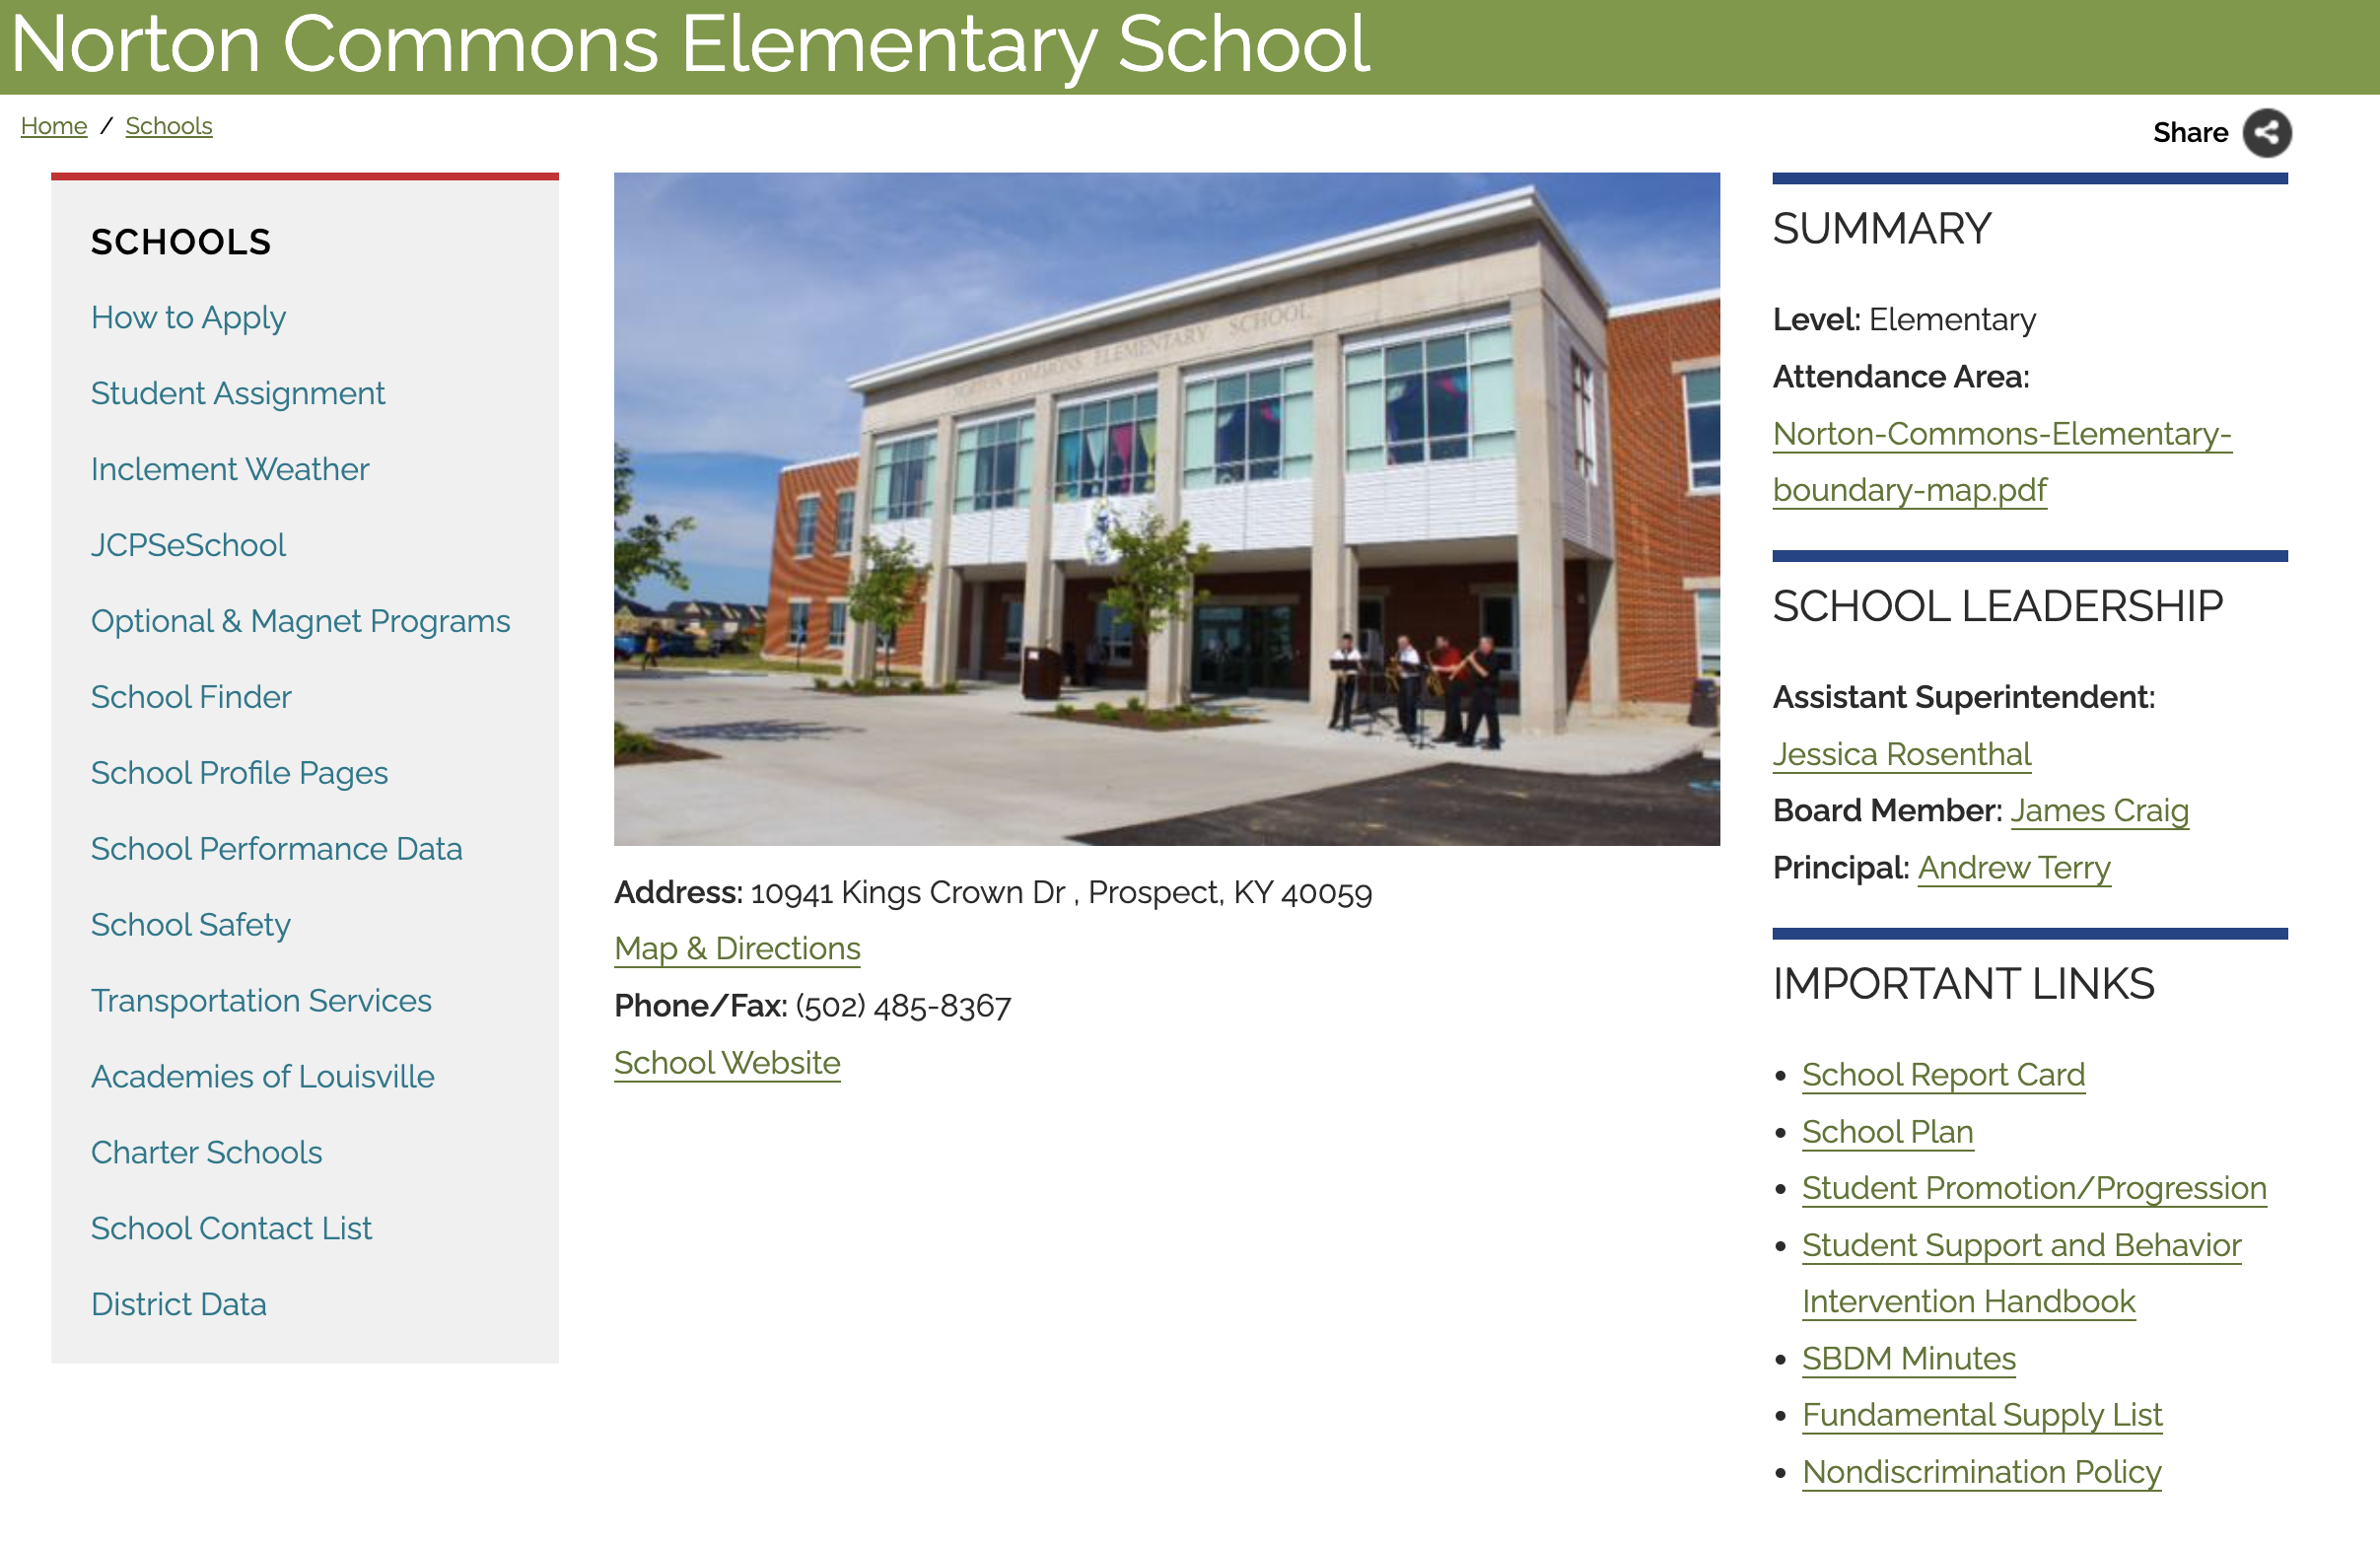 Norton Commons Elementary School
Home / Schools
Share
SCHOOLS
How to Apply
Student Assignment
Inclement Weather
JCPSeSchool
Optional & Magnet Programs
School Finder
School Profile Pages
School Performance Data
School Safety
Transportation Services
Academies of Louisville
Charter Schools
School Contact List
District Data
NORTON COMMONS ELEMENTARY SCHOOL
Address: 10941 Kings Crown Dr , Prospect, KY 40059
Map & Directions
Phone/Fax: (502) 485-8367
School Website
SUMMARY
Level: Elementary
Attendance Area:
Norton-Commons-Elementary-
boundary-map.pdf
SCHOOL LEADERSHIP
Assistant Superintendent:
Jessica Rosenthal
Board Member: James Craig
Principal: Andrew Terry
IMPORTANT LINKS
• School Report Card
• School Plan
• Student Promotion/Progression
• Student Support and Behavior
Intervention Handbook
• SBDM Minutes
• Fundamental Supply List
• Nondiscrimination Policy